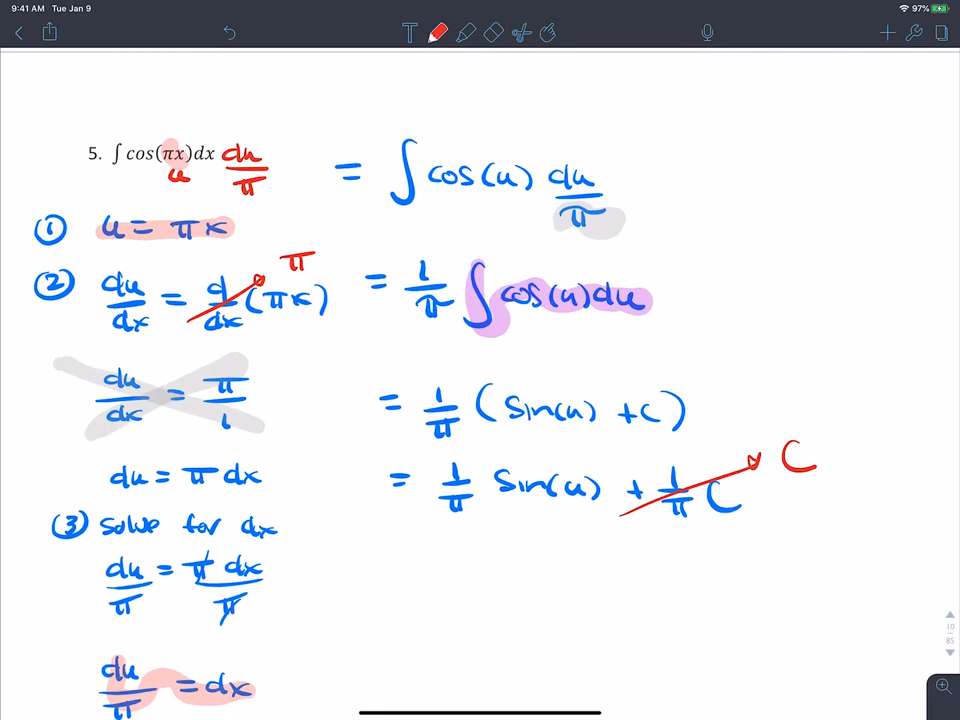 9:41 AM Tue Jan 9
97%
5. ∫ cos(πx)dx
u
du/π
① u = πx
② du/dx = d/dx (πx)
π
du/dx = π/1
du = π dx
③ solve for dx
du/π = π dx/π
du/π = dx
= ∫ cos(u) du/π
= 1/π ∫ cos(u)du
= 1/π (sin(u) + C)
= 1/π sin(u) + 1/π C
C
10
85